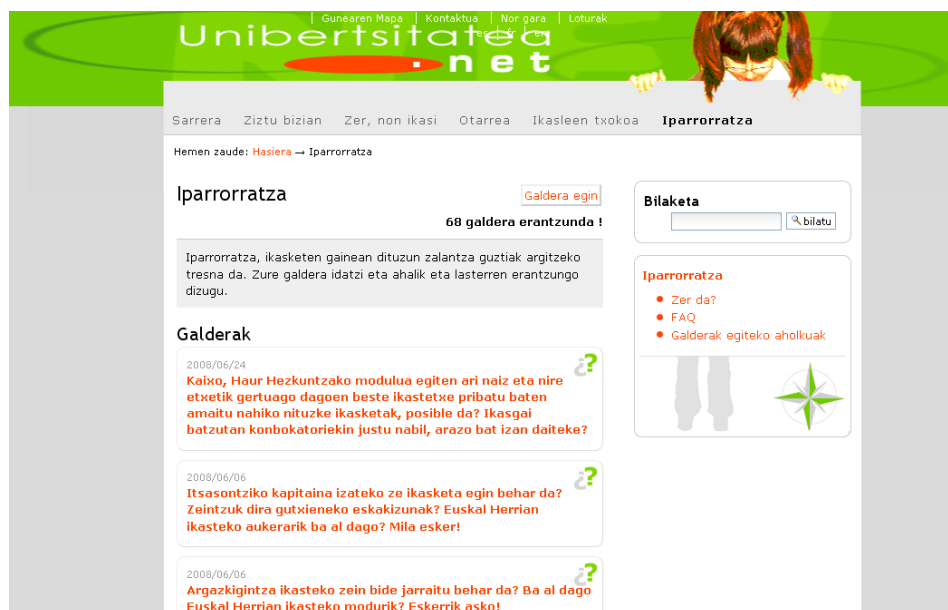 Gunearen Mapa | Kontaktua | Nor gara | Loturak
es | fr | en
Unibertsitatea
.net
Sarrera Ziztu bizian Zer, non ikasi Otarrea Ikasleen txokoa Iparrorratza
Hemen zaude: Hasiera → Iparrorratza
Iparrorratza
Galdera egin
68 galdera erantzunda !
Iparrorratza, ikasketen gainean dituzun zalantza guztiak argitzeko
tresna da. Zure galdera idatzi eta ahalik eta lasterren erantzungo
dizugu.
Galderak
2008/06/24
¿?
Kaixo, Haur Hezkuntzako modulua egiten ari naiz eta nire
etxetik gertuago dagoen beste ikastetxe pribatu baten
amaitu nahiko nituzke ikasketak, posible da? Ikasgai
batzutan konbokatoriekin justu nabil, arazo bat izan daiteke?
2008/06/06
¿?
Itsasontziko kapitaina izateko ze ikasketa egin behar da?
Zeintzuk dira gutxieneko eskakizunak? Euskal Herrian
ikasteko aukerarik ba al dago? Mila esker!
2008/06/06
¿?
Argazkigintza ikasteko zein bide jarraitu behar da? Ba al dago
Euskal Herrian ikasteko modurik? Eskerrik asko!
Bilaketa
bilatu
Iparrorratza
Zer da?
FAQ
Galderak egiteko aholkuak